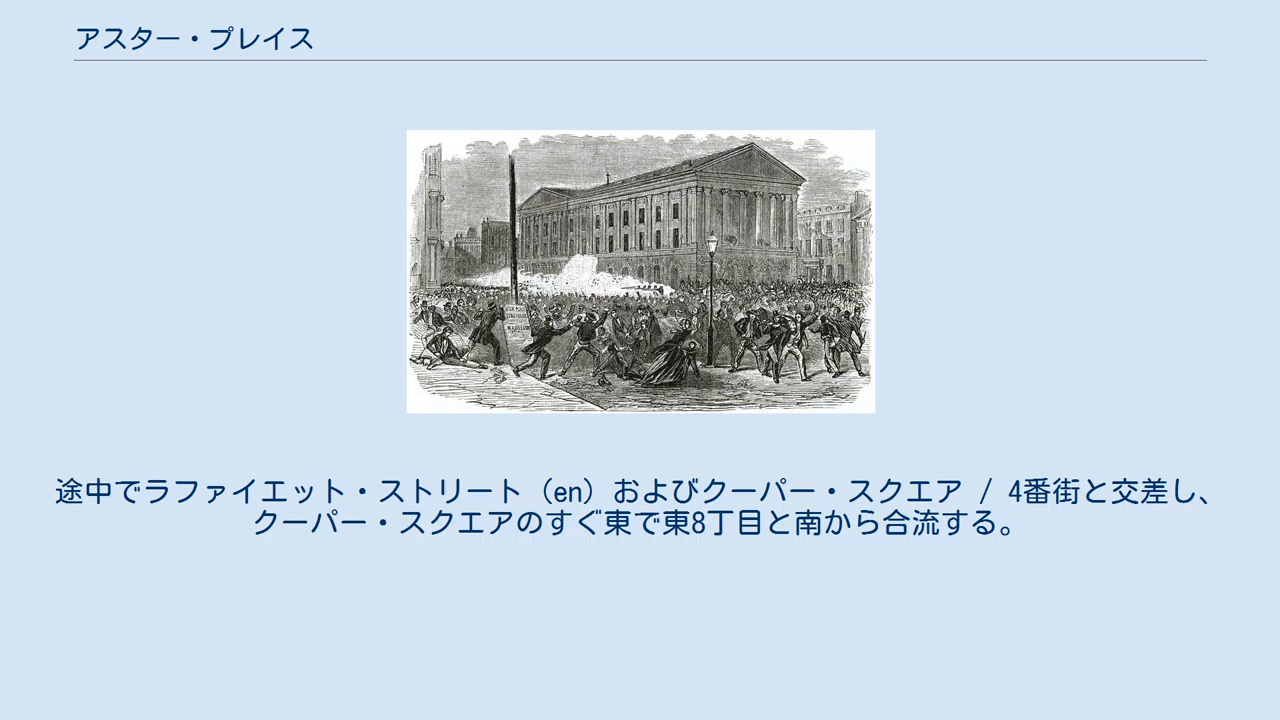 アスター・プレイス
途中でラファイエット・ストリート（en）およびクーパー・スクエア / 4番街と交差し、
クーパー・スクエアのすぐ東で東8丁目と南から合流する。